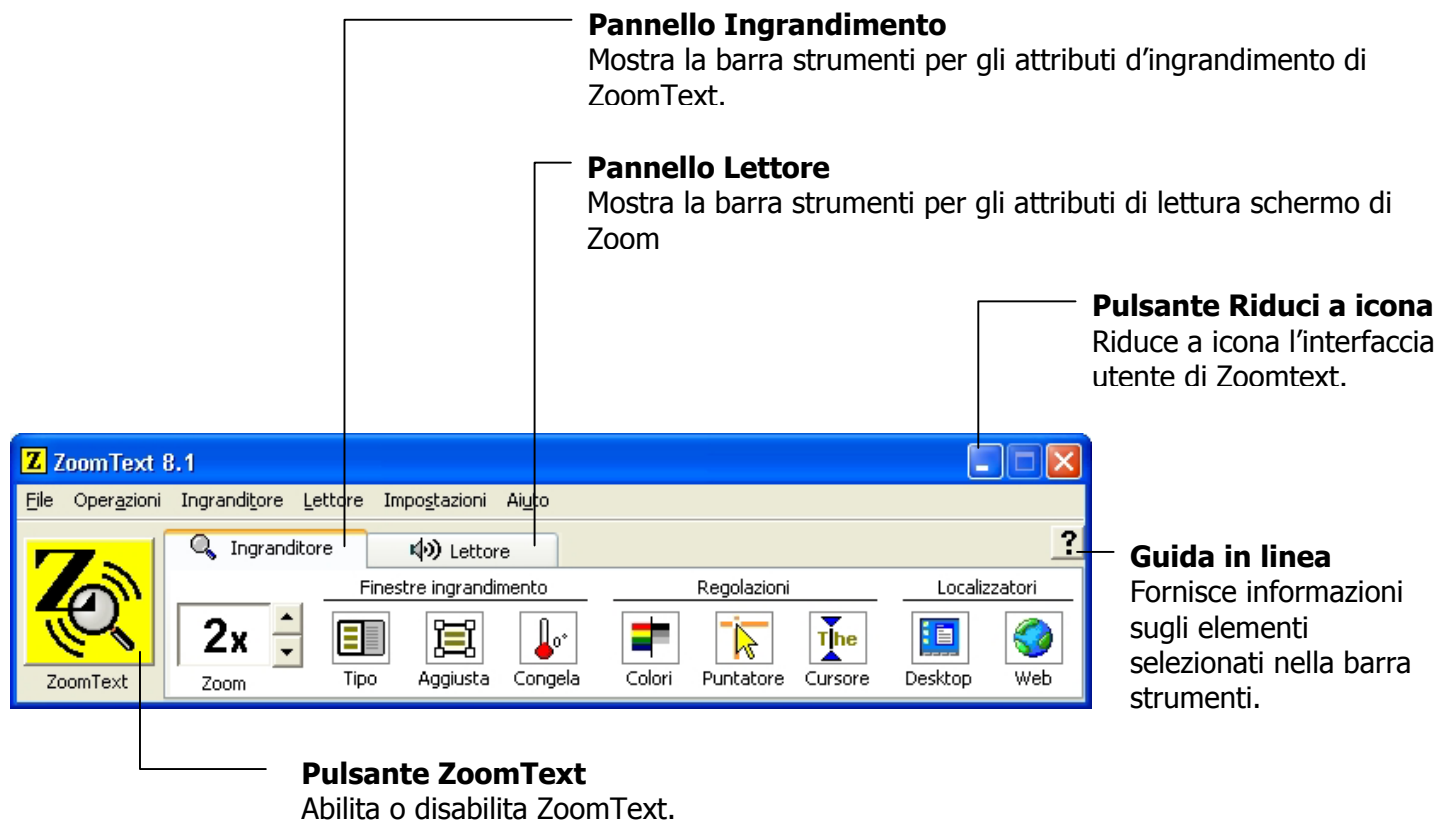 Pannello Ingrandimento
Mostra la barra strumenti per gli attributi d’ingrandimento di
ZoomText.
Pannello Lettore
Mostra la barra strumenti per gli attributi di lettura schermo di
Zoom
Pulsante Riduci a icona
Riduce a icona l’interfaccia
utente di Zoomtext.
Z ZoomText 8.1
File Operazioni Ingranditore Lettore Impostazioni Aiuto
Ingranditore Lettore ?
Finestre ingrandimento Regolazioni Localizzatori
2x 0° The
ZoomText Zoom Tipo Aggiusta Congela Colori Puntatore Cursore Desktop Web
Guida in linea
Fornisce informazioni
sugli elementi
selezionati nella barra
strumenti.
Pulsante ZoomText
Abilita o disabilita ZoomText.